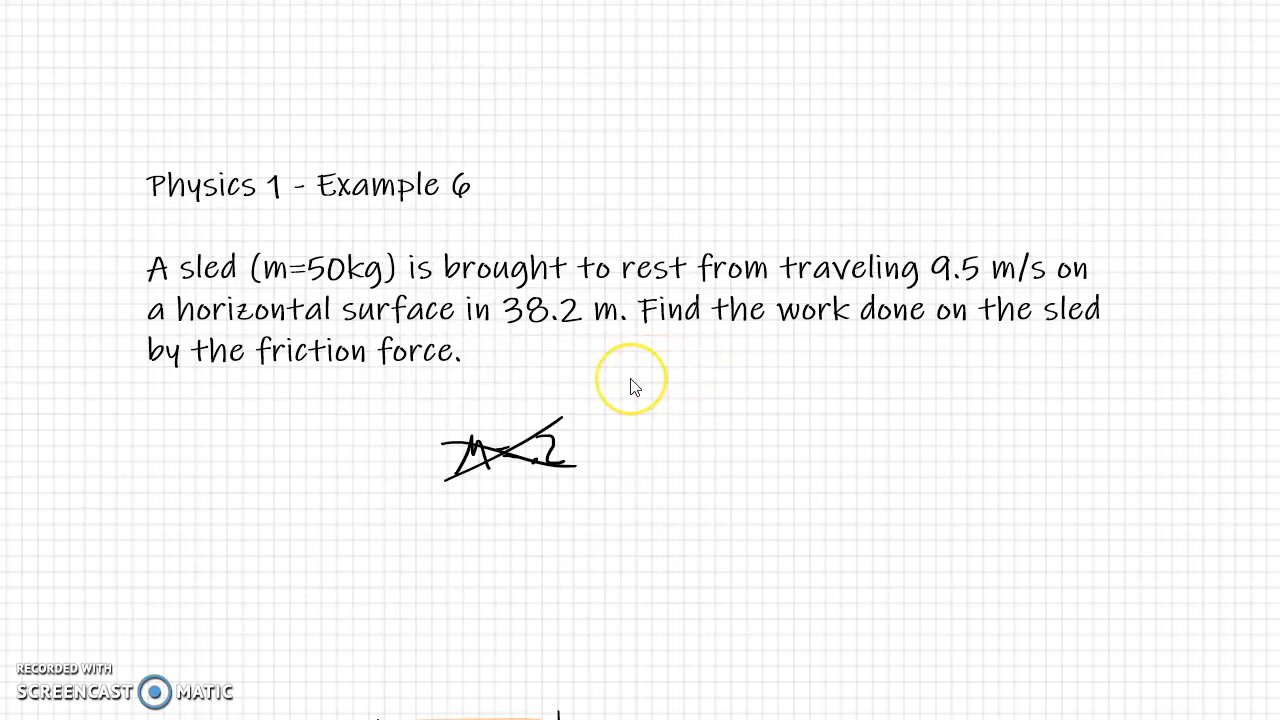 Physics 1 - Example 6
A sled (m=50kg) is brought to rest from traveling 9.5 m/s on
a horizontal surface in 38.2 m. Find the work done on the sled
by the friction force.
RECORDED WITH
SCREENCAST MATIC